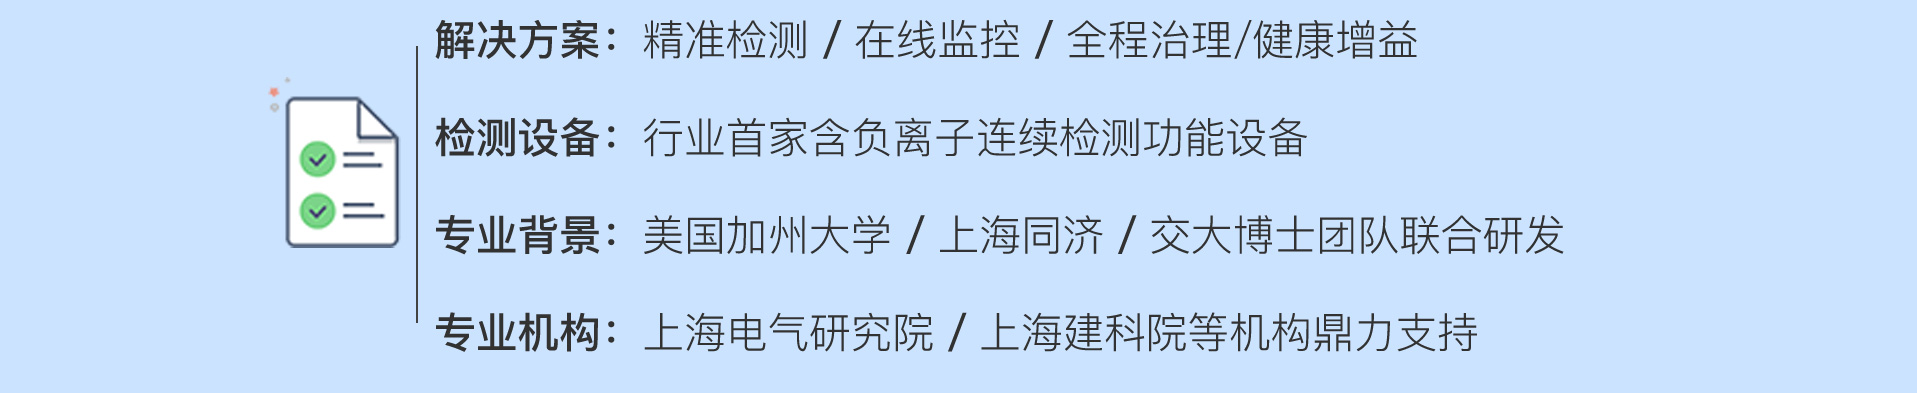 解决方案：精准检测 / 在线监控 / 全程治理/健康增益
检测设备：行业首家含负离子连续检测功能设备
专业背景：美国加州大学 / 上海同济 / 交大博士团队联合研发
专业机构：上海电气研究院 / 上海建科院等机构鼎力支持